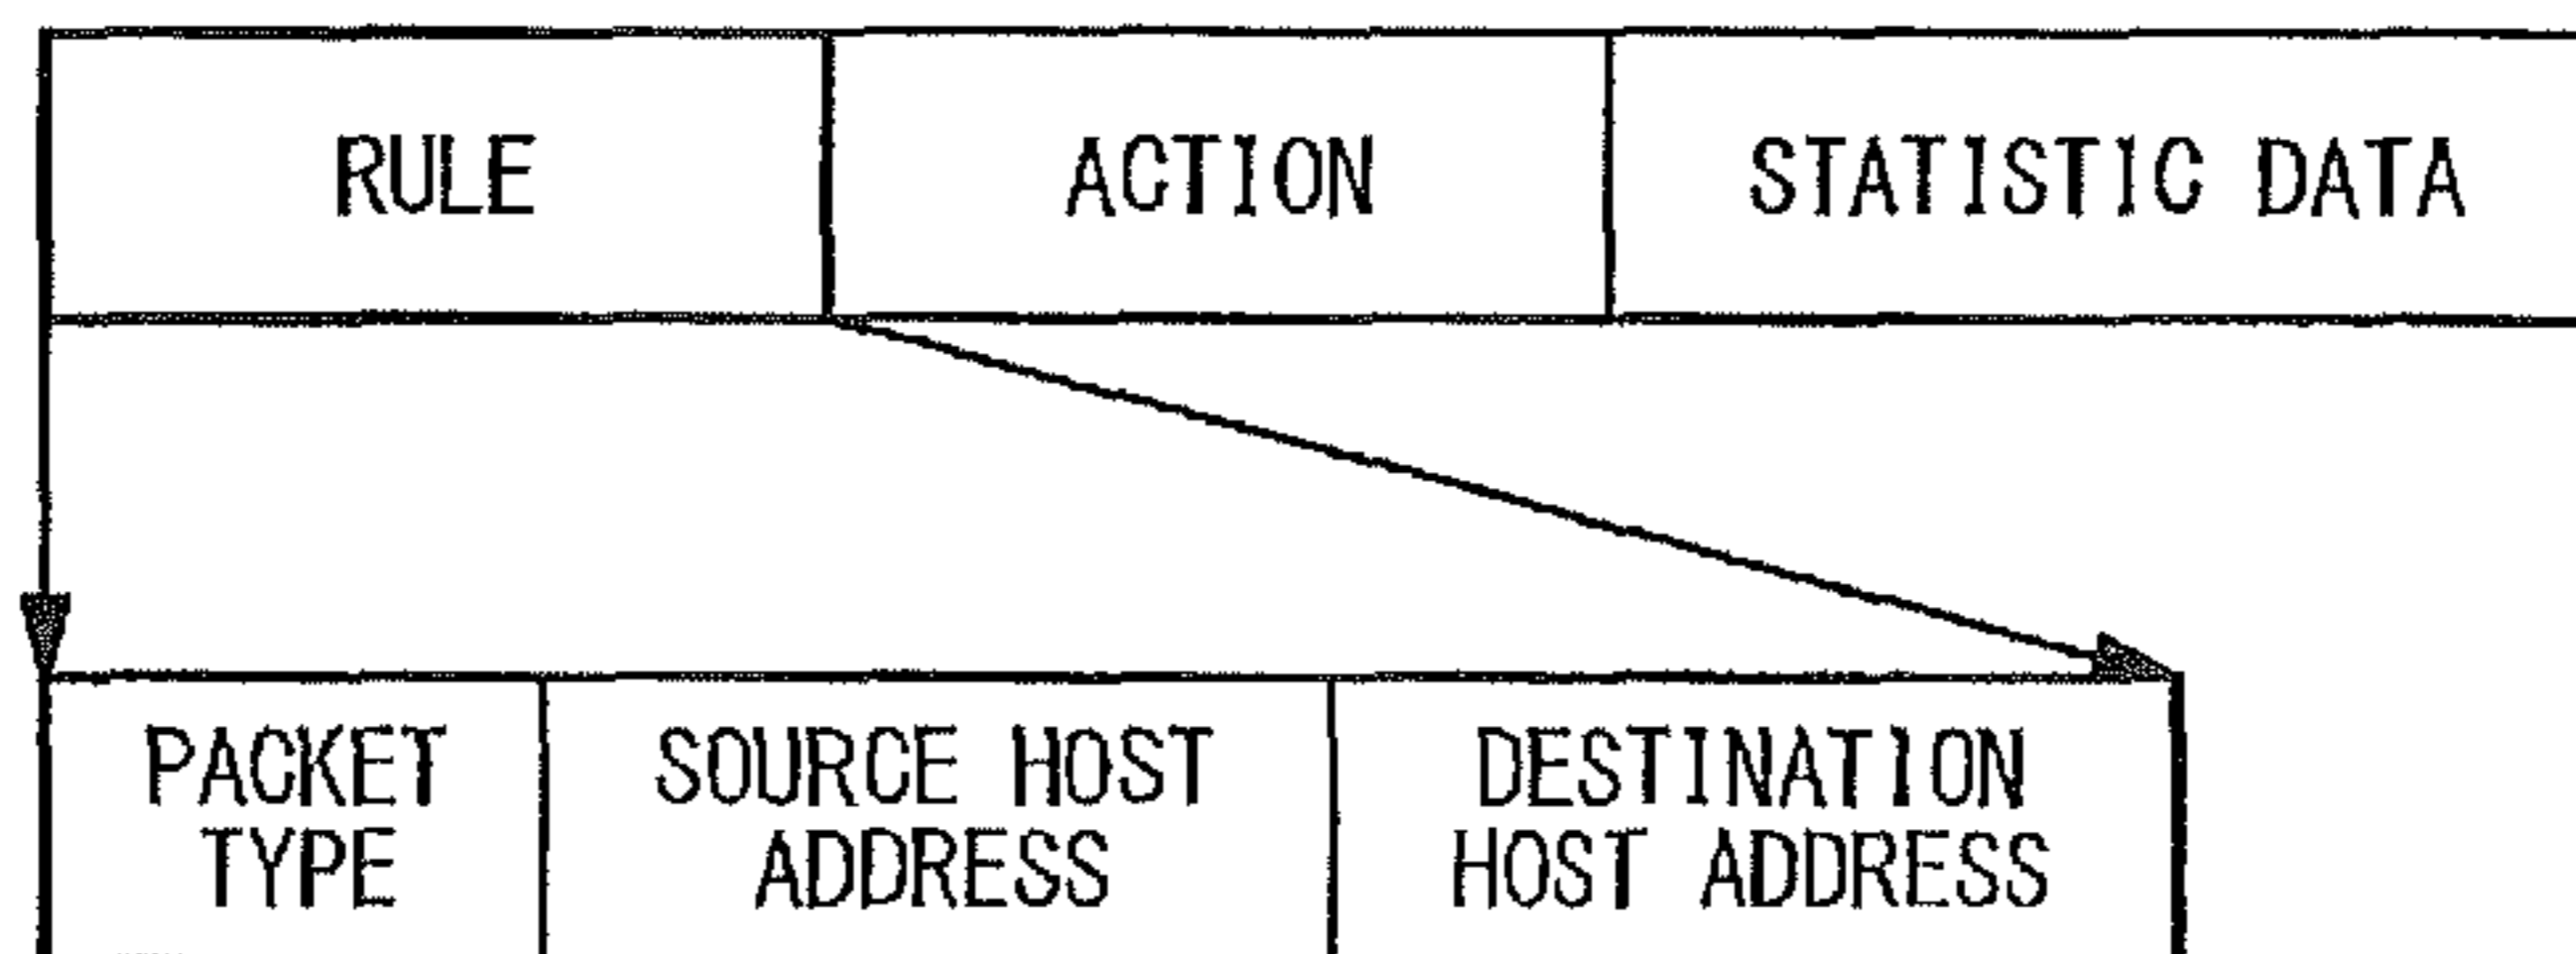 RULE
ACTION
STATISTIC DATA
PACKET
TYPE
SOURCE HOST
ADDRESS
DESTINATION
HOST ADDRESS